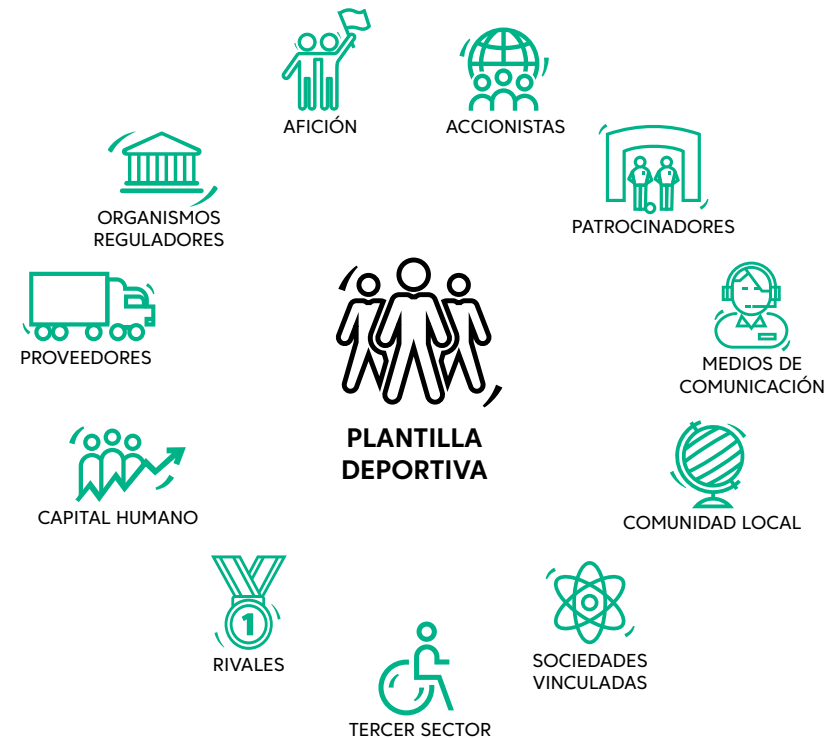 AFICIÓN
ACCIONISTAS
PATROCINADORES
ORGANISMOS
REGULADORES
PROVEEDORES
MEDIOS DE
COMUNICACIÓN
PLANTILLA
DEPORTIVA
CAPITAL HUMANO
COMUNIDAD LOCAL
1
RIVALES
SOCIEDADES
VINCULADAS
TERCER SECTOR